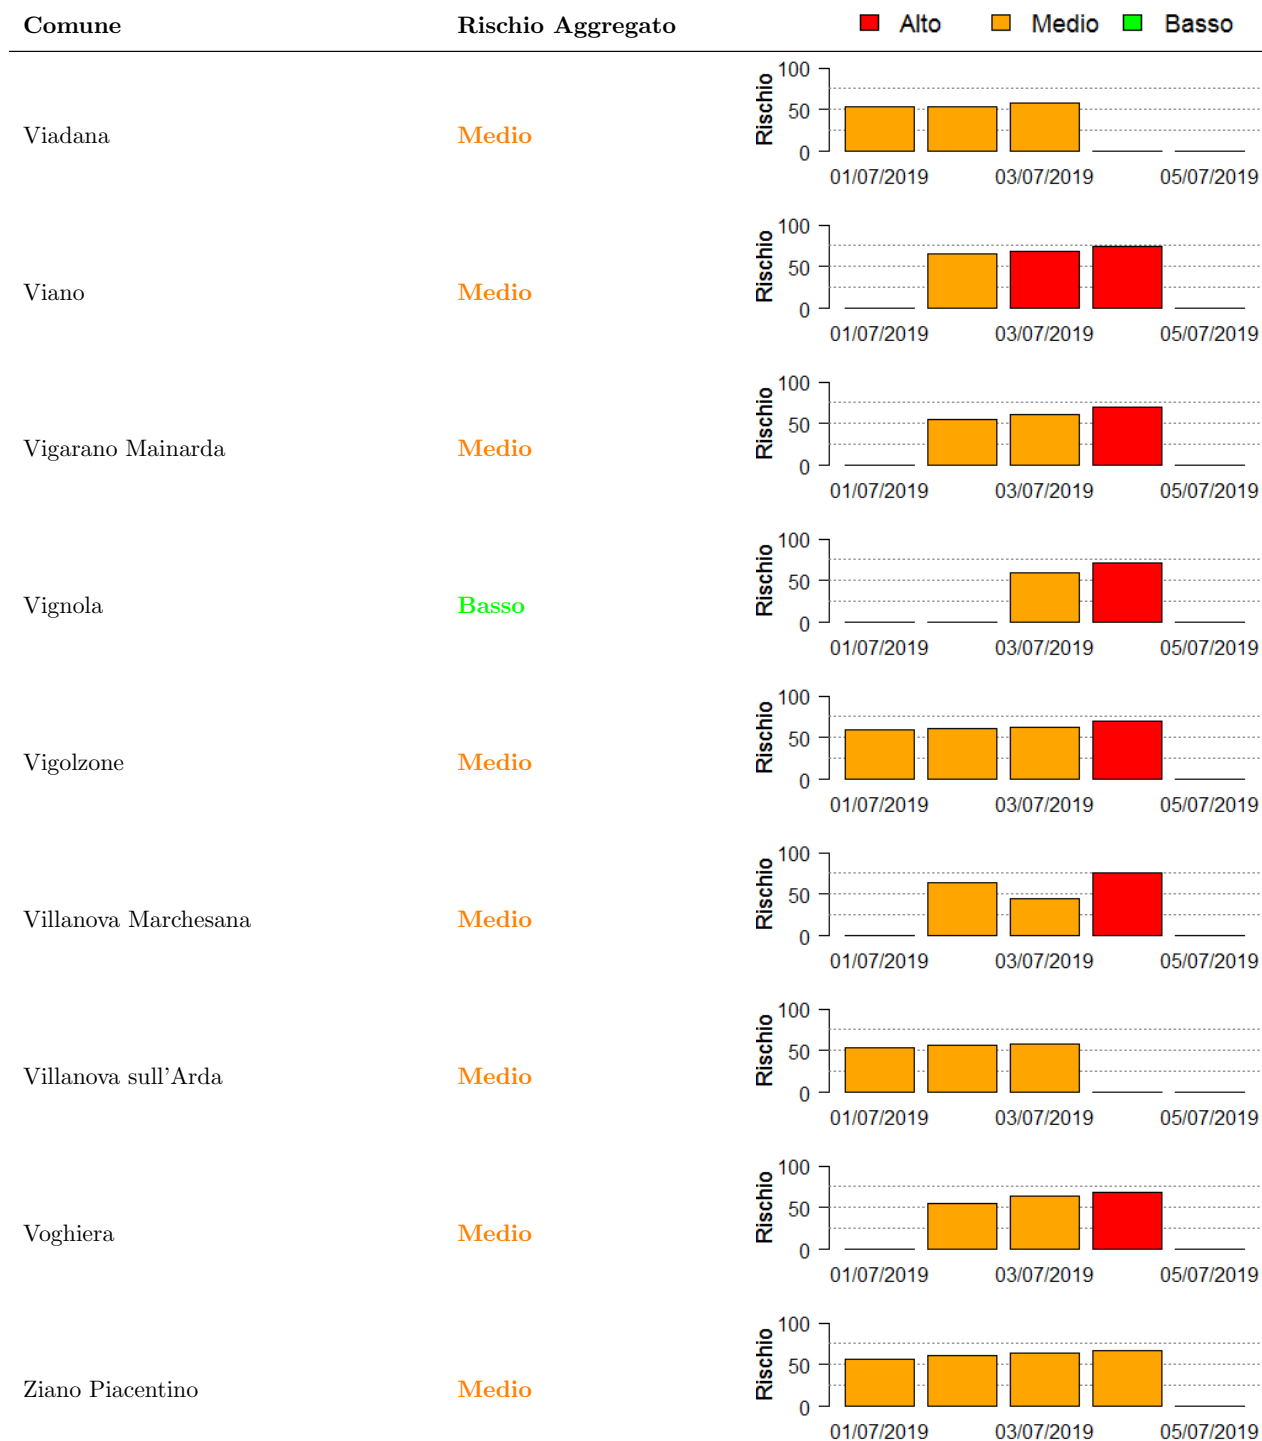 Comune Rischio Aggregato Alto Medio Basso
Viadana Medio
Rischio
100
50
0
01/07/2019 03/07/2019 05/07/2019
Viano Medio
Rischio
100
50
0
01/07/2019 03/07/2019 05/07/2019
Vigarano Mainarda Medio
Rischio
100
50
0
01/07/2019 03/07/2019 05/07/2019
Vignola Basso
Rischio
100
50
0
01/07/2019 03/07/2019 05/07/2019
Vigolzone Medio
Rischio
100
50
0
01/07/2019 03/07/2019 05/07/2019
Villanova Marchesana Medio
Rischio
100
50
0
01/07/2019 03/07/2019 05/07/2019
Villanova sull'Arda Medio
Rischio
100
50
0
01/07/2019 03/07/2019 05/07/2019
Voghiera Medio
Rischio
100
50
0
01/07/2019 03/07/2019 05/07/2019
Ziano Piacentino Medio
Rischio
100
50
0
01/07/2019 03/07/2019 05/07/2019